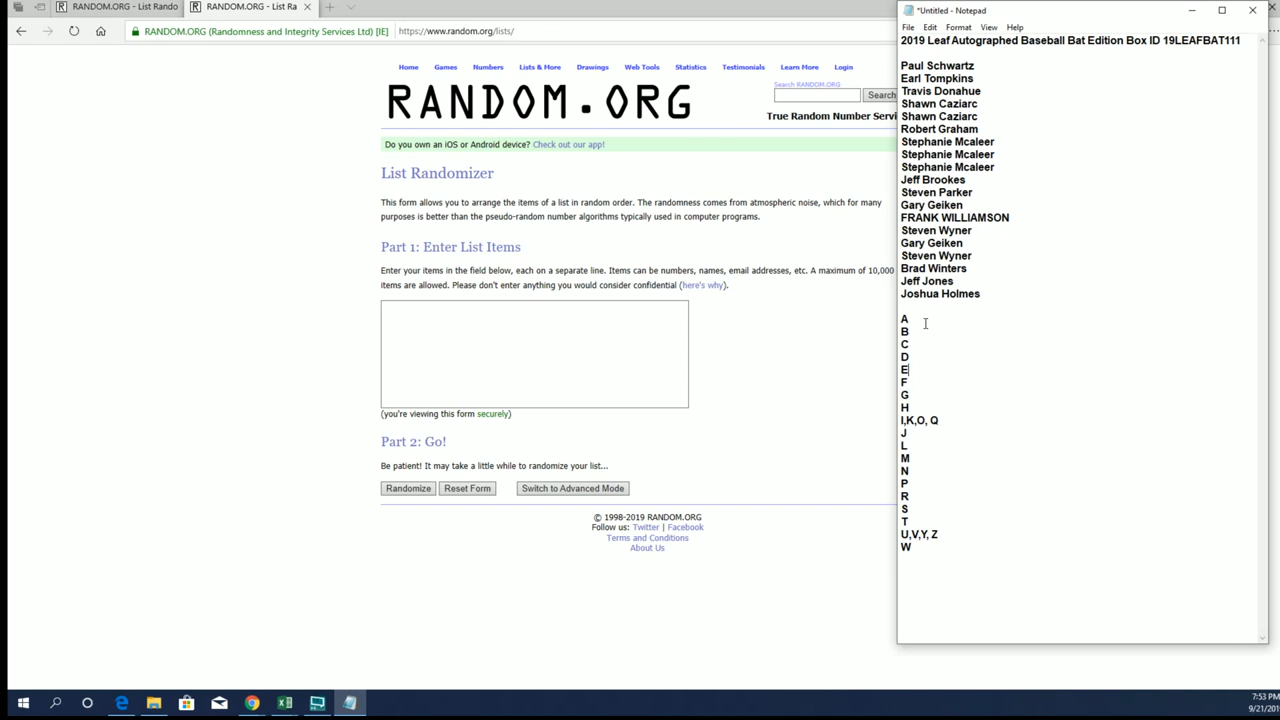 RANDOM.ORG - List Rando
RANDOM.ORG - List Ra
RANDOM.ORG (Randomness and Integrity Services Ltd) [IE]
https://www.random.org/lists/
Home Games Numbers Lists & More Drawings Web Tools Statistics Testimonials Learn More Login
RANDOM.ORG
Search RANDOM.ORG
Search
True Random Number Servi
Do you own an iOS or Android device? Check out our app!
List Randomizer
This form allows you to arrange the items of a list in random order. The randomness comes from atmospheric noise, which for many
purposes is better than the pseudo-random number algorithms typically used in computer programs.
Part 1: Enter List Items
Enter your items in the field below, each on a separate line. Items can be numbers, names, email addresses, etc. A maximum of 10,000
items are allowed. Please don't enter anything you would consider confidential (here's why).
(you're viewing this form securely)
Part 2: Go!
Be patient! It may take a little while to randomize your list...
Randomize Reset Form Switch to Advanced Mode
© 1998-2019 RANDOM.ORG
Follow us: Twitter | Facebook
Terms and Conditions
About Us
*Untitled - Notepad
File Edit Format View Help
2019 Leaf Autographed Baseball Bat Edition Box ID 19LEAFBAT111
Paul Schwartz
Earl Tompkins
Travis Donahue
Shawn Caziarc
Shawn Caziarc
Robert Graham
Stephanie Mcaleer
Stephanie Mcaleer
Stephanie Mcaleer
Jeff Brookes
Steven Parker
Gary Geiken
FRANK WILLIAMSON
Steven Wyner
Gary Geiken
Steven Wyner
Brad Winters
Jeff Jones
Joshua Holmes
A
B
C
D
E
F
G
H
I,K,O, Q
J
L
M
N
P
R
S
T
U,V,Y, Z
W
7:53 PM
9/21/201